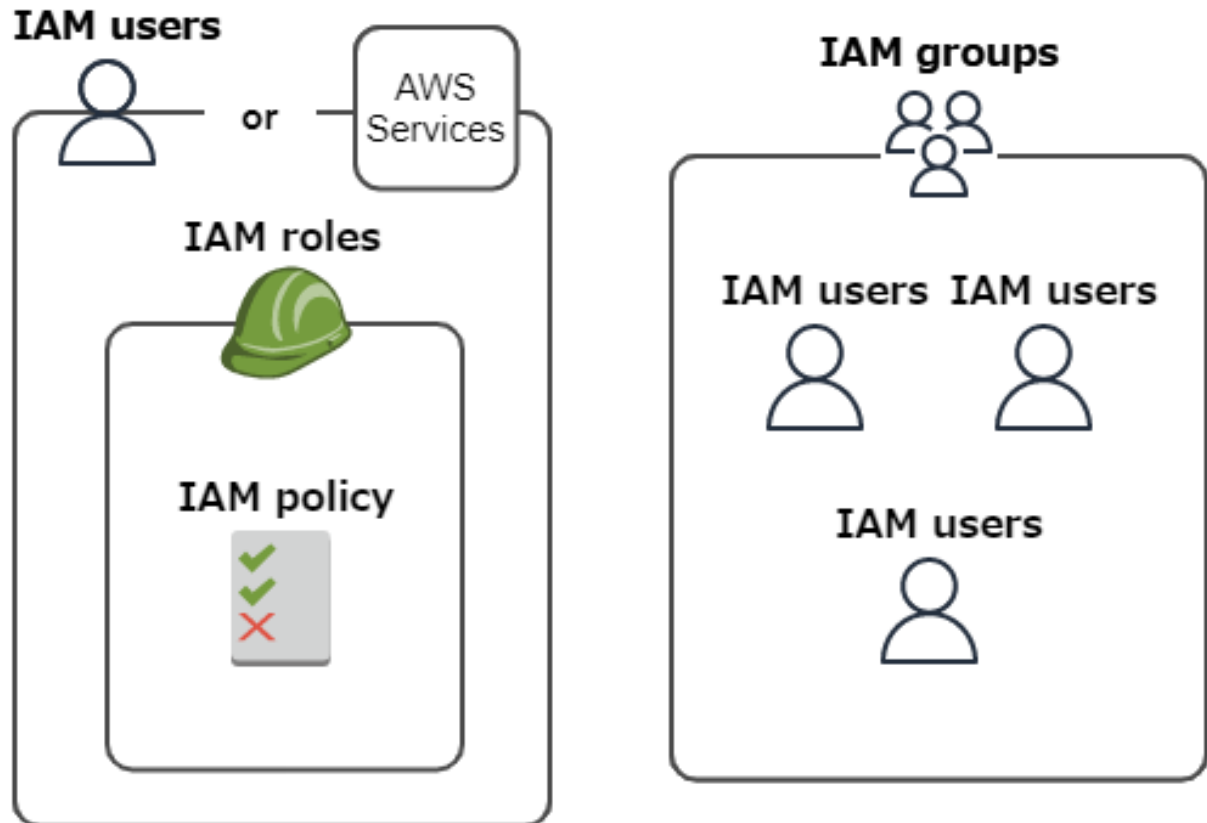 IAM users
or
AWS
Services
IAM roles
IAM policy
IAM groups
IAM users IAM users
IAM users